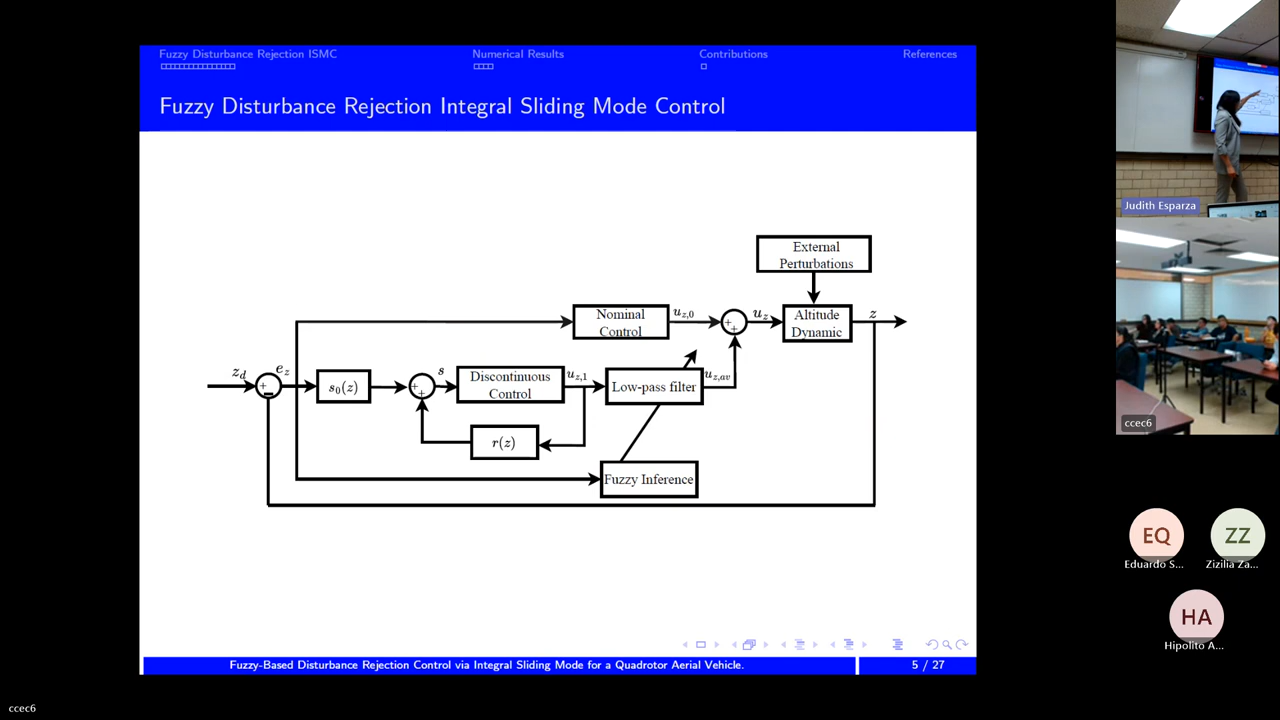 Fuzzy Disturbance Rejection ISMC
Numerical Results
Contributions
References
Fuzzy Disturbance Rejection Integral Sliding Mode Control
External
Perturbations
Nominal
Control
u_{z,0}
+
+
u_z
Altitude
Dynamic
z
z_d
+
−
e_z
s_0(z)
+
+
s
Discontinuous
Control
u_{z,1}
Low-pass filter
u_{z,av}
r(z)
Fuzzy Inference
Fuzzy-Based Disturbance Rejection Control via Integral Sliding Mode for a Quadrotor Aerial Vehicle.
5 / 27
Judith Esparza
ccec6
EQ
Eduardo S...
ZZ
Zizilia Za...
HA
Hipolito A...
ccec6